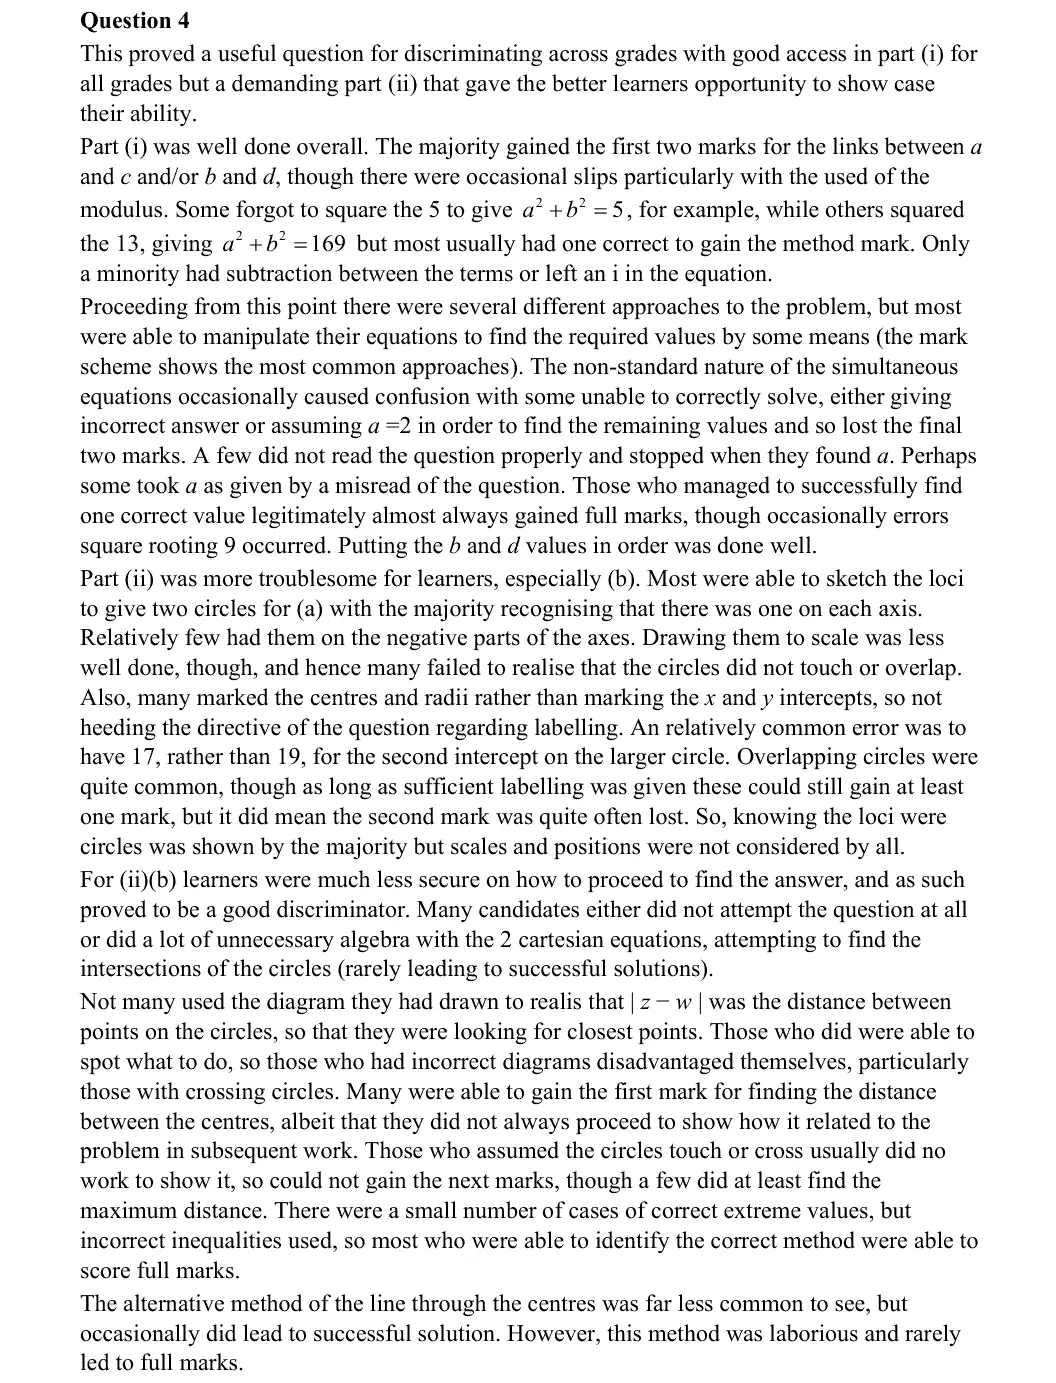 Question 4
This proved a useful question for discriminating across grades with good access in part (i) for
all grades but a demanding part (ii) that gave the better learners opportunity to show case
their ability.
Part (i) was well done overall. The majority gained the first two marks for the links between a
and c and/or b and d, though there were occasional slips particularly with the used of the
modulus. Some forgot to square the 5 to give a² + b² = 5, for example, while others squared
the 13, giving a² + b² = 169 but most usually had one correct to gain the method mark. Only
a minority had subtraction between the terms or left an i in the equation.
Proceeding from this point there were several different approaches to the problem, but most
were able to manipulate their equations to find the required values by some means (the mark
scheme shows the most common approaches). The non-standard nature of the simultaneous
equations occasionally caused confusion with some unable to correctly solve, either giving
incorrect answer or assuming a =2 in order to find the remaining values and so lost the final
two marks. A few did not read the question properly and stopped when they found a. Perhaps
some took a as given by a misread of the question. Those who managed to successfully find
one correct value legitimately almost always gained full marks, though occasionally errors
square rooting 9 occurred. Putting the b and d values in order was done well.
Part (ii) was more troublesome for learners, especially (b). Most were able to sketch the loci
to give two circles for (a) with the majority recognising that there was one on each axis.
Relatively few had them on the negative parts of the axes. Drawing them to scale was less
well done, though, and hence many failed to realise that the circles did not touch or overlap.
Also, many marked the centres and radii rather than marking the x and y intercepts, so not
heeding the directive of the question regarding labelling. An relatively common error was to
have 17, rather than 19, for the second intercept on the larger circle. Overlapping circles were
quite common, though as long as sufficient labelling was given these could still gain at least
one mark, but it did mean the second mark was quite often lost. So, knowing the loci were
circles was shown by the majority but scales and positions were not considered by all.
For (ii)(b) learners were much less secure on how to proceed to find the answer, and as such
proved to be a good discriminator. Many candidates either did not attempt the question at all
or did a lot of unnecessary algebra with the 2 cartesian equations, attempting to find the
intersections of the circles (rarely leading to successful solutions).
Not many used the diagram they had drawn to realis that | z − w | was the distance between
points on the circles, so that they were looking for closest points. Those who did were able to
spot what to do, so those who had incorrect diagrams disadvantaged themselves, particularly
those with crossing circles. Many were able to gain the first mark for finding the distance
between the centres, albeit that they did not always proceed to show how it related to the
problem in subsequent work. Those who assumed the circles touch or cross usually did no
work to show it, so could not gain the next marks, though a few did at least find the
maximum distance. There were a small number of cases of correct extreme values, but
incorrect inequalities used, so most who were able to identify the correct method were able to
score full marks.
The alternative method of the line through the centres was far less common to see, but
occasionally did lead to successful solution. However, this method was laborious and rarely
led to full marks.